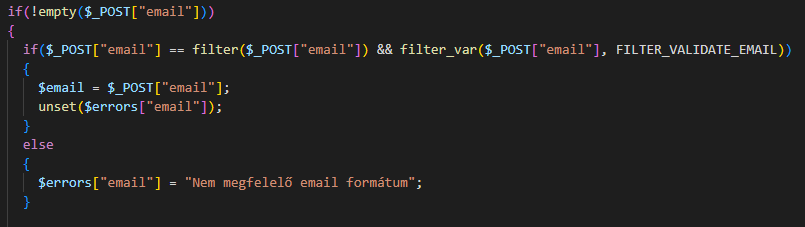 if(!empty($_POST["email"]))
{
if($_POST["email"] == filter($_POST["email"]) && filter_var($_POST["email"], FILTER_VALIDATE_EMAIL))
{
$email = $_POST["email"];
unset($errors["email"]);
}
else
{
$errors["email"] = "Nem megfelelő email formátum";
}